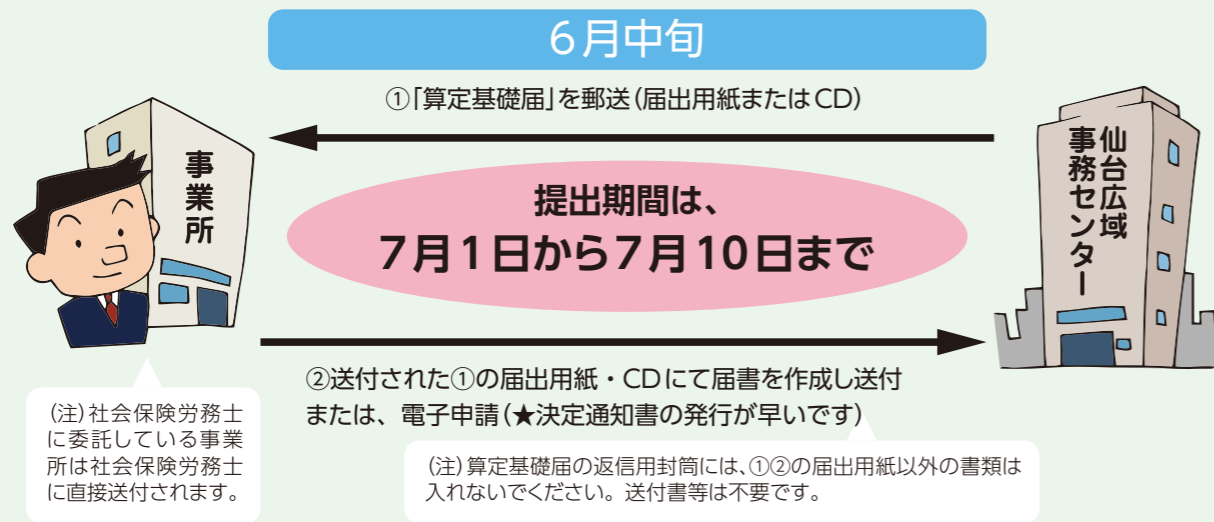 6月中旬
①「算定基礎届」を郵送(届出用紙またはCD)
事業所
仙台広域
事務センター
提出期間は、
7月1日から7月10日まで
②送付された①の届出用紙・CDにて届書を作成し送付
または、電子申請(★決定通知書の発行が早いです)
(注)社会保険労務士
に委託している事業
所は社会保険労務士
に直接送付されます。
(注)算定基礎届の返信用封筒には、①②の届出用紙以外の書類は
入れないでください。送付書等は不要です。